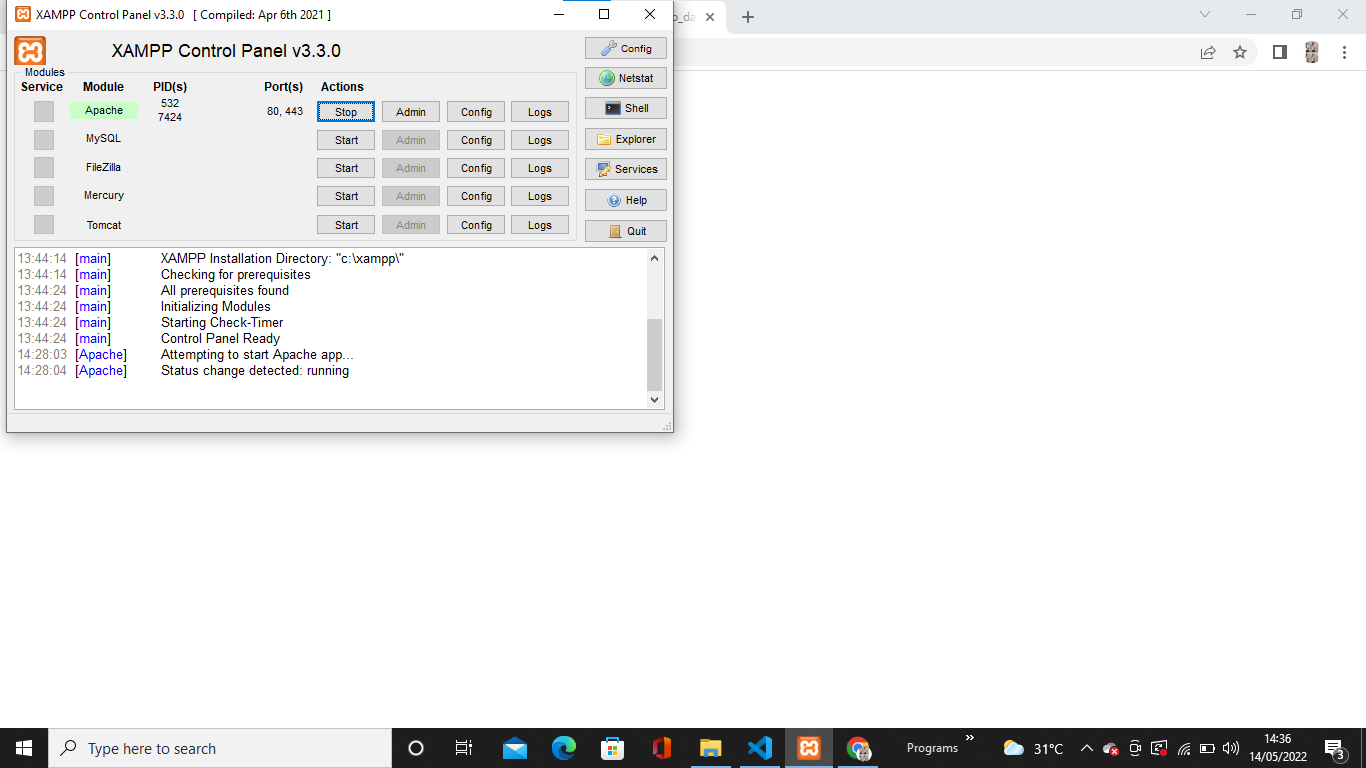 XAMPP Control Panel v3.3.0 [ Compiled: Apr 6th 2021 ]
XAMPP Control Panel v3.3.0
Config
Modules
Service Module PID(s) Port(s) Actions
Netstat
Apache 532 7424 80, 443 Stop Admin Config Logs
Shell
MySQL Start Admin Config Logs
Explorer
FileZilla Start Admin Config Logs
Services
Mercury Start Admin Config Logs
Help
Tomcat Start Admin Config Logs
Quit
13:44:14 [main] XAMPP Installation Directory: "c:\xampp\"
13:44:14 [main] Checking for prerequisites
13:44:24 [main] All prerequisites found
13:44:24 [main] Initializing Modules
13:44:24 [main] Starting Check-Timer
13:44:24 [main] Control Panel Ready
14:28:03 [Apache] Attempting to start Apache app...
14:28:04 [Apache] Status change detected: running
Type here to search
Programs
31°C
14:36
14/05/2022
3